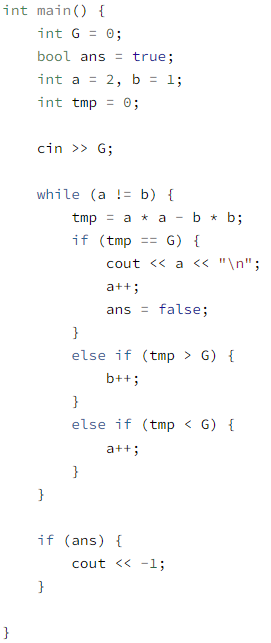 int main() {
    int G = 0;
    bool ans = true;
    int a = 2, b = 1;
    int tmp = 0;

    cin >> G;

    while (a != b) {
        tmp = a * a - b * b;
        if (tmp == G) {
            cout << a << "\n";
            a++;
            ans = false;
        }
        else if (tmp > G) {
            b++;
        }
        else if (tmp < G) {
            a++;
        }
    }

    if (ans) {
        cout << -1;
    }

}